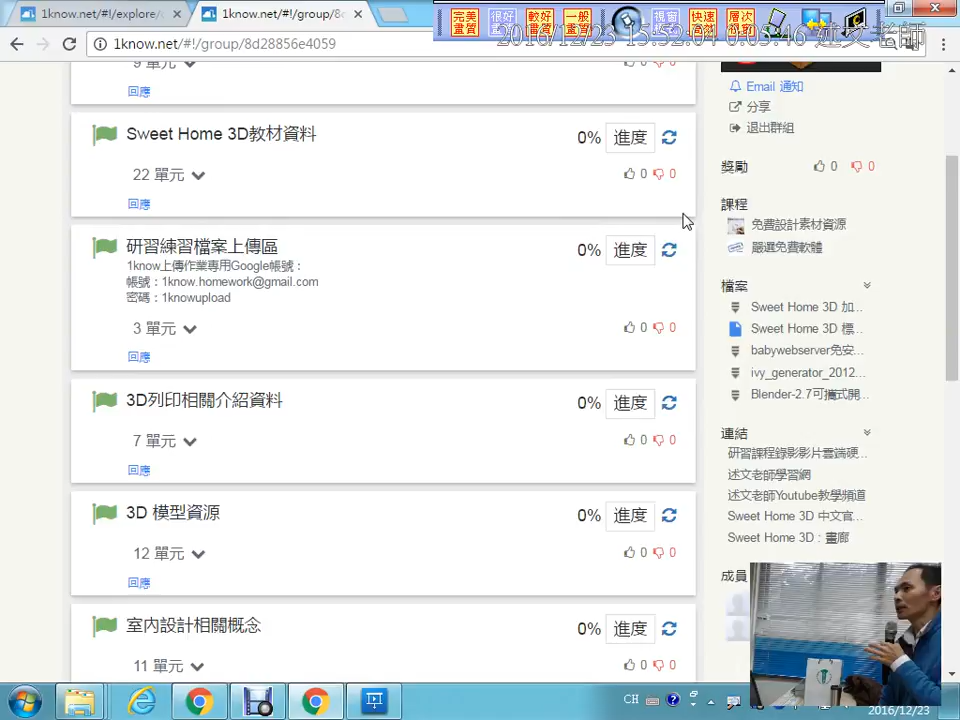 1know.net/#!/explore/
1know.net/#!/group/8d
完美畫質
很好畫質
較好畫質
一般畫質
視窗
快速
層次
1know.net/#!/group/8d28856e4059
2016/12/23 15:52:04 0:05:46 述文老師
9 單元
0 0
回應
Sweet Home 3D教材資料
0% 進度
22 單元
0 0
回應
研習練習檔案上傳區
0% 進度
1know上傳作業專用Google帳號：
帳號：1know.homework@gmail.com
密碼：1knowupload
3 單元
0 0
回應
3D列印相關介紹資料
0% 進度
7 單元
0 0
回應
3D 模型資源
0% 進度
12 單元
0 0
回應
室內設計相關概念
0% 進度
11 單元
0 0
Email 通知
分享
退出群組
獎勵 0 0
課程
免費設計素材資源
嚴選免費軟體
檔案
Sweet Home 3D 加...
Sweet Home 3D 標...
babywebserver免安...
ivy_generator_2012...
Blender-2.7可攜式開...
連結
研習課程錄影影片雲端硬...
述文老師學習網
述文老師Youtube教學頻道
Sweet Home 3D 中文官...
Sweet Home 3D：畫廊
成員
CH
2016/12/23